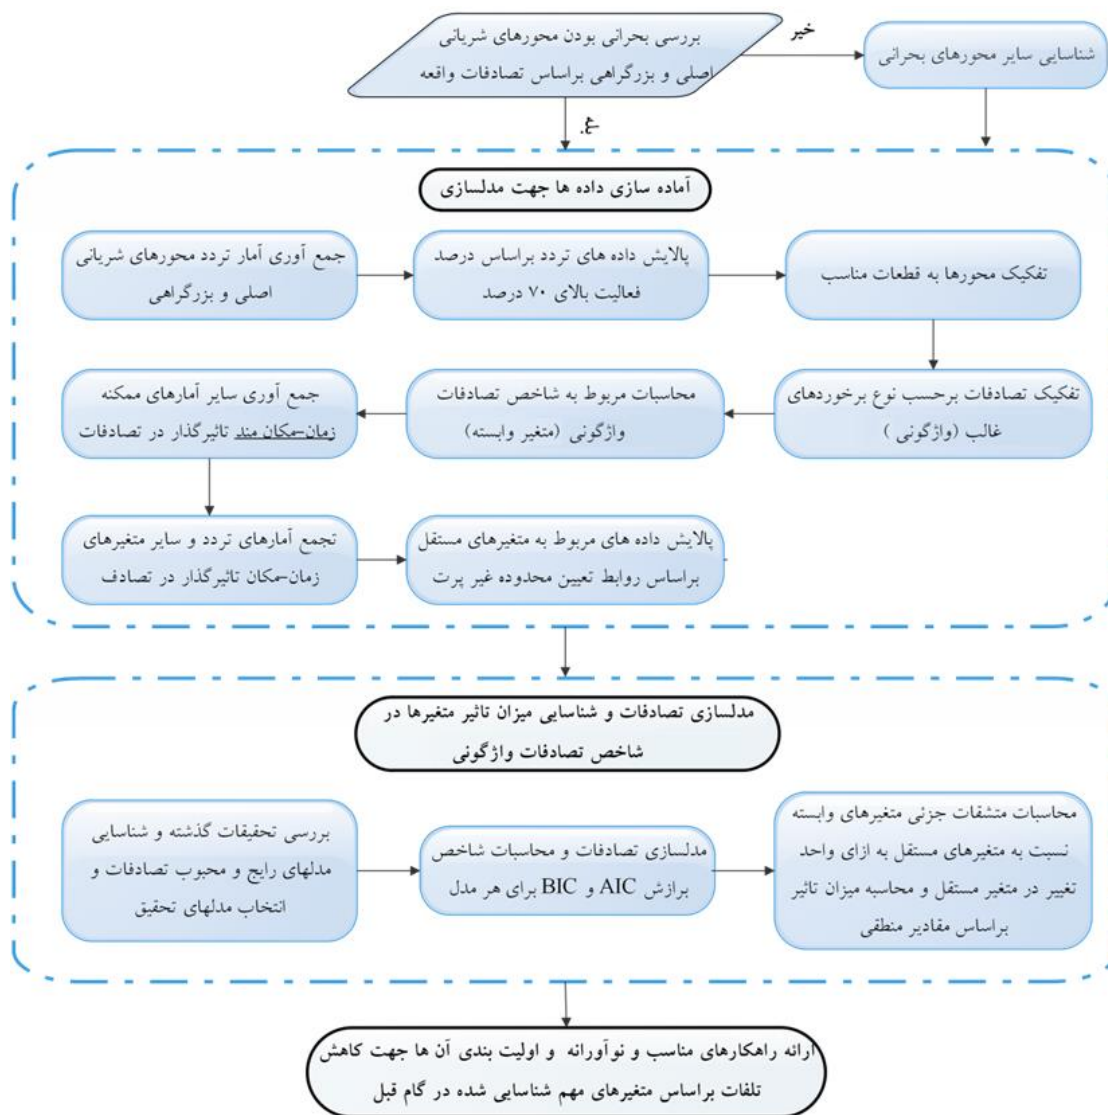 بررسی بحرانی بودن محورهای شریانی
اصلی و بزرگراهی براساس تصادفات واقعه
خیر
شناسایی سایر محورهای بحرانی
بله
آماده سازی داده ها جهت مدلسازی
جمع آوری آمار تردد محورهای شریانی
اصلی و بزرگراهی
پالایش داده های تردد براساس درصد
فعالیت بالای ۷۰ درصد
تفکیک محورها به قطعات مناسب
تفکیک تصادفات برحسب نوع برخوردهای
غالب (واژگونی )
محاسبات مربوط به شاخص تصادفات
واژگونی (متغیر وابسته)
جمع آوری سایر آمارهای ممکنه
زمان-مکان مند تاثیرگذار در تصادفات
تجمع آمارهای تردد و سایر متغیرهای
زمان-مکان تاثیرگذار در تصادف
پالایش داده های مربوط به متغیرهای مستقل
براساس روابط تعیین محدوده غیر پرت
مدلسازی تصادفات و شناسایی میزان تاثیر متغیرها در
شاخص تصادفات واژگونی
بررسی تحقیقات گذشته و شناسایی
مدلهای رایج و محبوب تصادفات و
انتخاب مدلهای تحقیق
مدلسازی تصادفات و محاسبات شاخص
برازش AIC و BIC برای هر مدل
محاسبات متشقات جزئی متغیرهای وابسته
نسبت به متغیرهای مستقل به ازای واحد
تغییر در متغیر مستقل و محاسبه میزان تاثیر
براساس مقادیر منطقی
ارائه راهکارهای مناسب و نوآورانه و اولیت بندی آن ها جهت کاهش
تلفات براساس متغیرهای مهم شناسایی شده در گام قبل